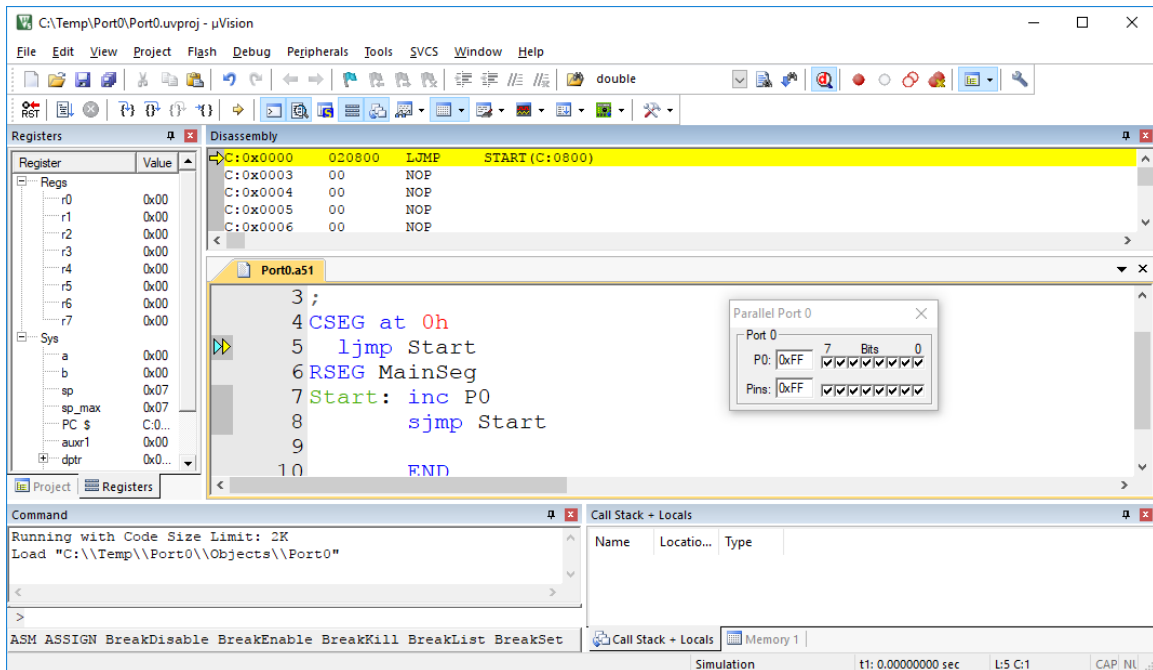 C:\Temp\Port0\Port0.uvproj - µVision
File Edit View Project Flash Debug Peripherals Tools SVCS Window Help
double
RST
Registers
Register Value
Regs
r0 0x00
r1 0x00
r2 0x00
r3 0x00
r4 0x00
r5 0x00
r6 0x00
r7 0x00
Sys
a 0x00
b 0x00
sp 0x07
sp_max 0x07
PC $ C:0...
auxr1 0x00
dptr 0x0...
Project Registers
Disassembly
C:0x0000 020800 LJMP START(C:0800)
C:0x0003 00 NOP
C:0x0004 00 NOP
C:0x0005 00 NOP
C:0x0006 00 NOP
Port0.a51
3 ;
4 CSEG at 0h
5 ljmp Start
6 RSEG MainSeg
7 Start: inc P0
8 sjmp Start
9
10 END
Parallel Port 0
Port 0
7 Bits 0
P0: 0xFF
Pins: 0xFF
Command
Running with Code Size Limit: 2K
Load "C:\\Temp\\Port0\\Objects\\Port0"
>
ASM ASSIGN BreakDisable BreakEnable BreakKill BreakList BreakSet
Call Stack + Locals
Name Locatio... Type
Call Stack + Locals Memory 1
Simulation t1: 0.00000000 sec L:5 C:1 CAP NU